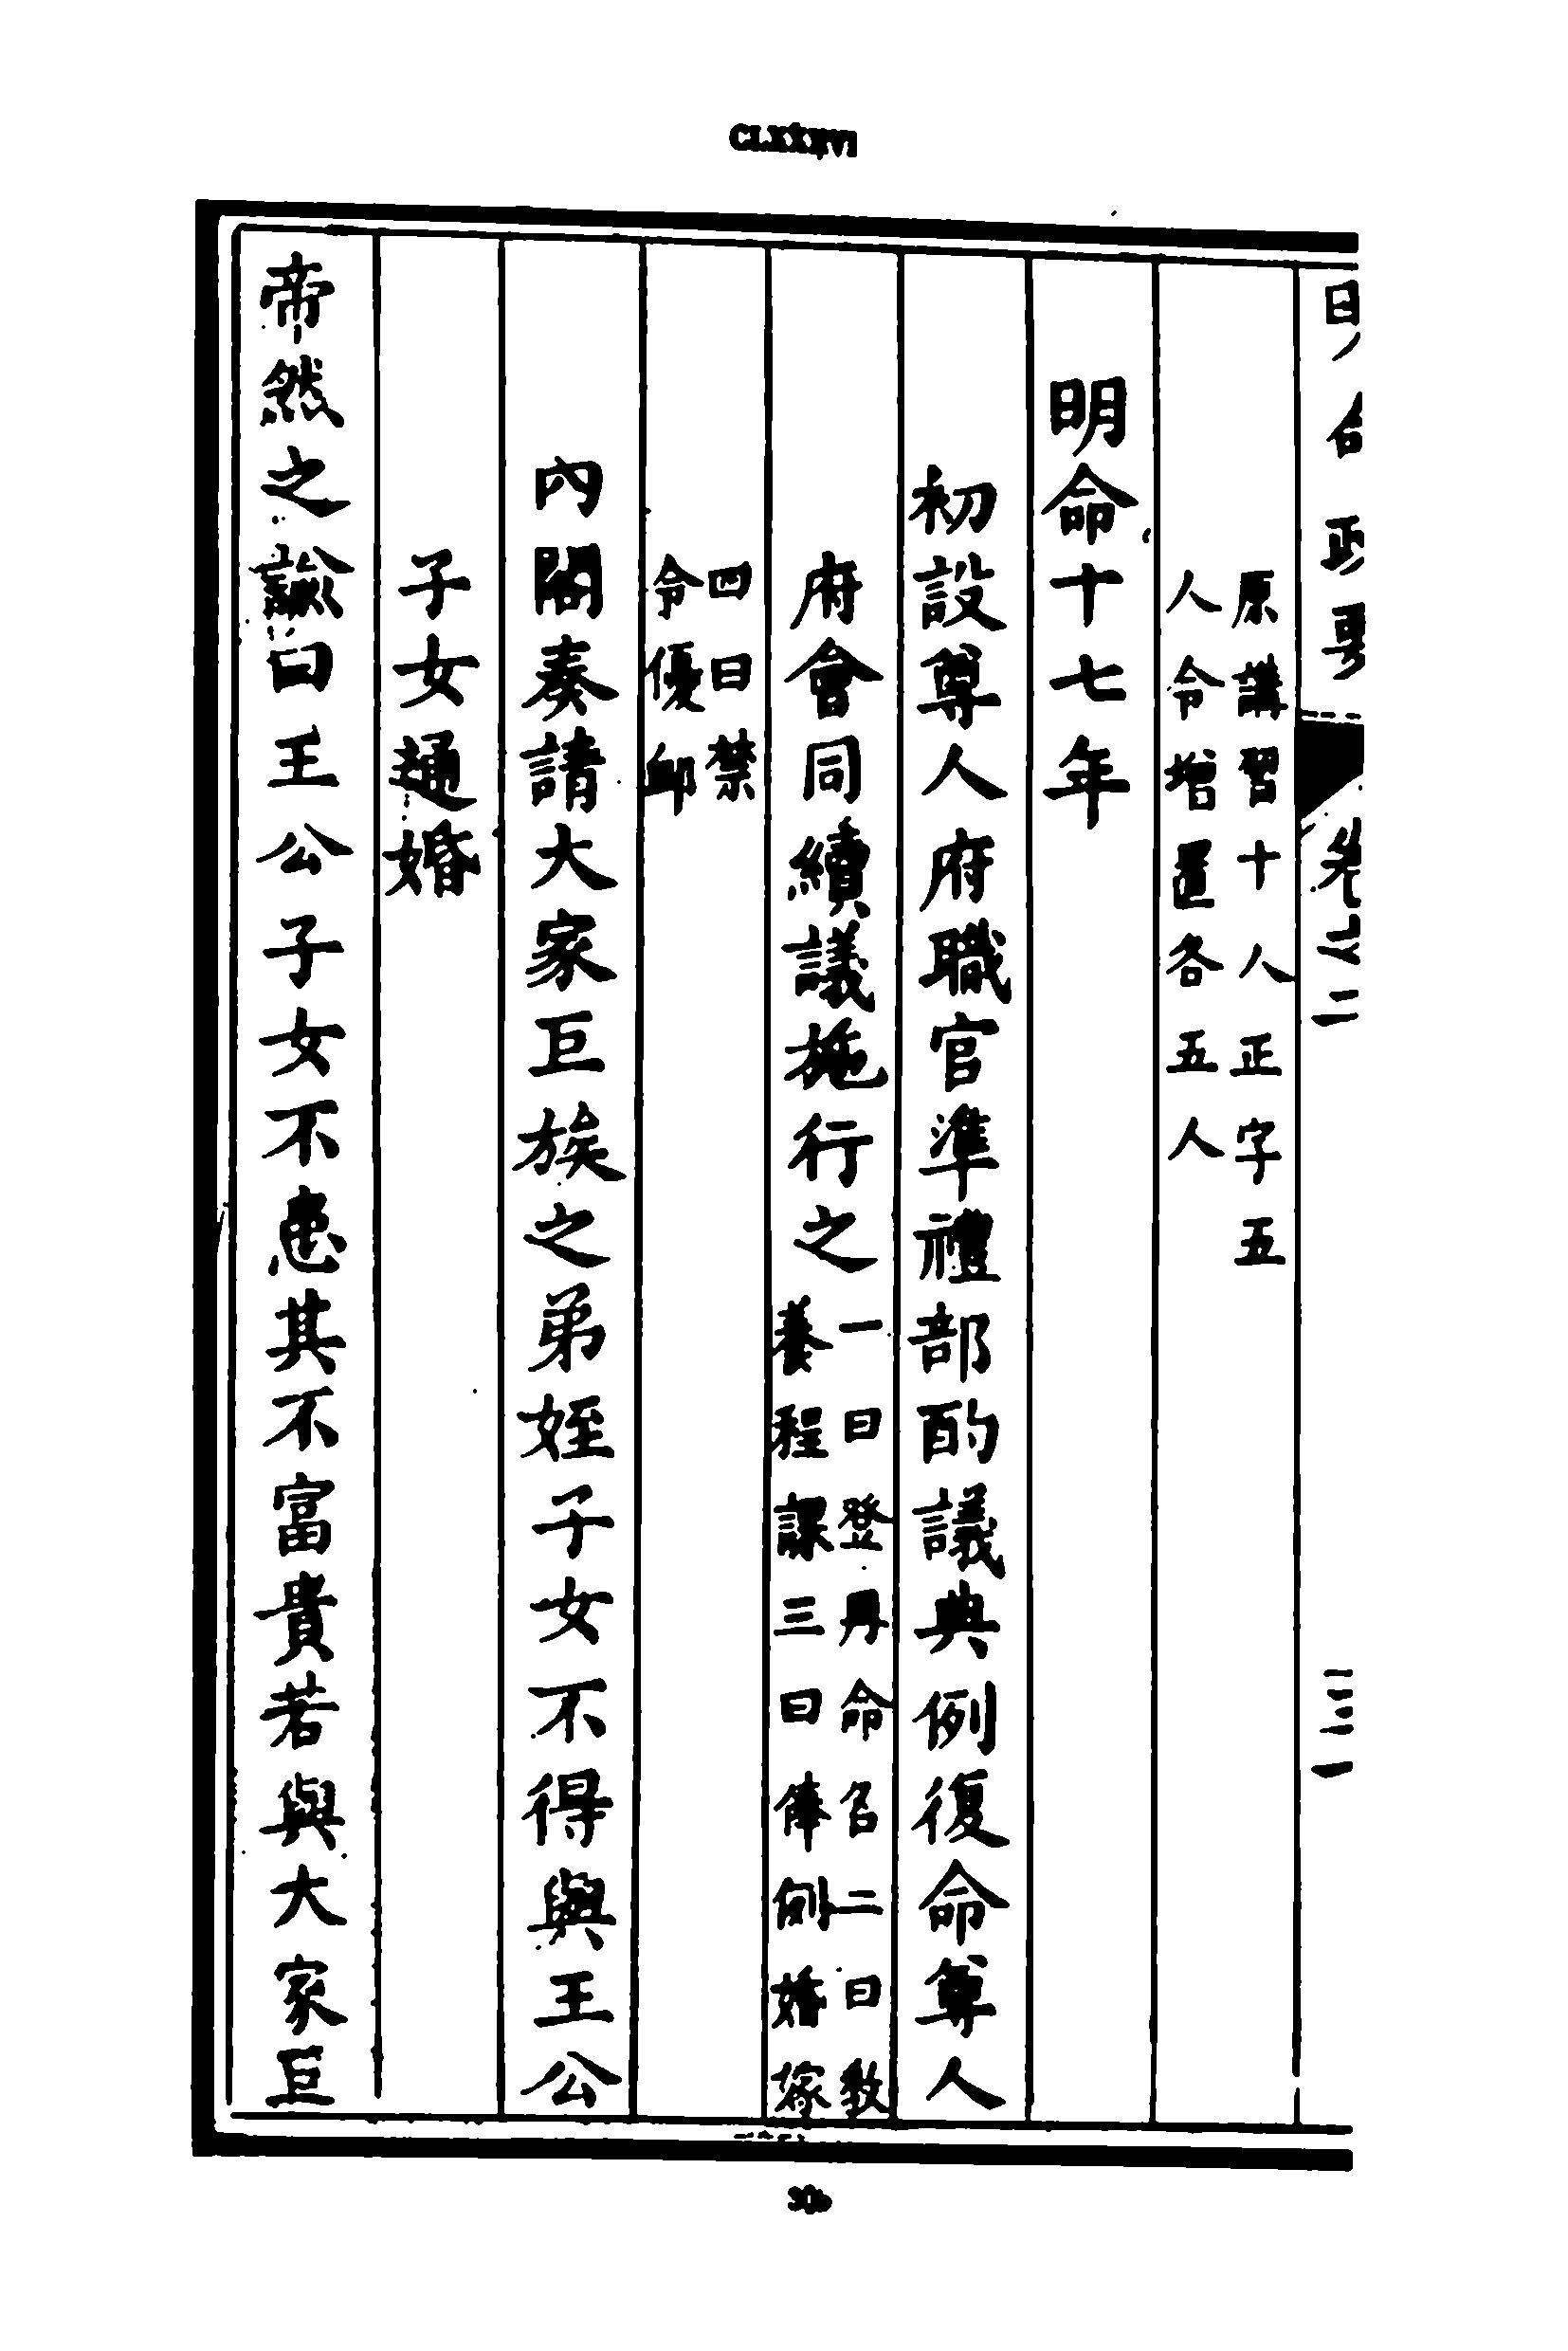 CLXXXVI
明命政要 卷之二 三十一
原講習十人正字五
人令增置各五人
明命十七年
初設尊人府職官準禮部酌議典例復命尊人
府會同續議施行之
一曰登冊命名二曰教
養程課三曰俸例婚嫁
四曰禁
令優卹
內閣奏請大家巨族之弟姪子女不得與王公
子女通婚
帝然之諭曰王公子女不患其不富貴若與大家巨
30b